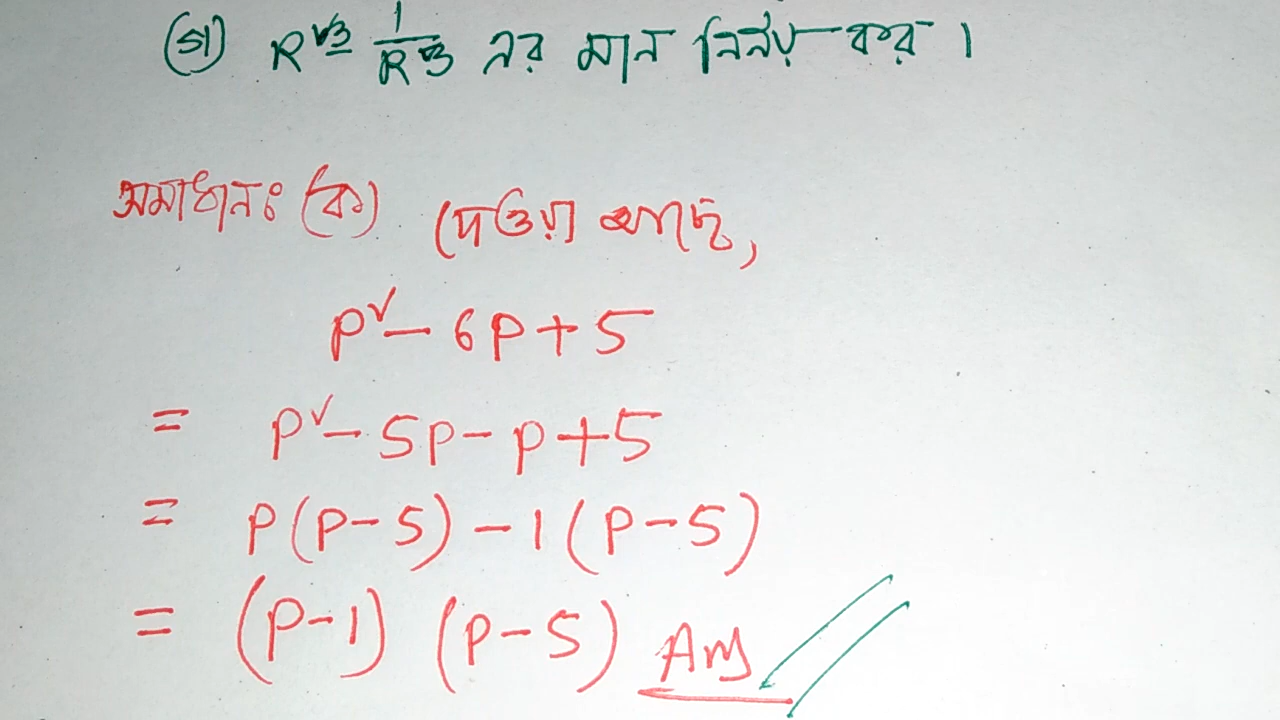 (গ) R³ - 1/R³ এর মান নির্ণয় কর ।
সমাধানঃ (ক) দেওয়া আছে,
P² - 6P + 5
= P² - 5P - P + 5
= P(P - 5) - 1(P - 5)
= (P - 1) (P - 5) Ans